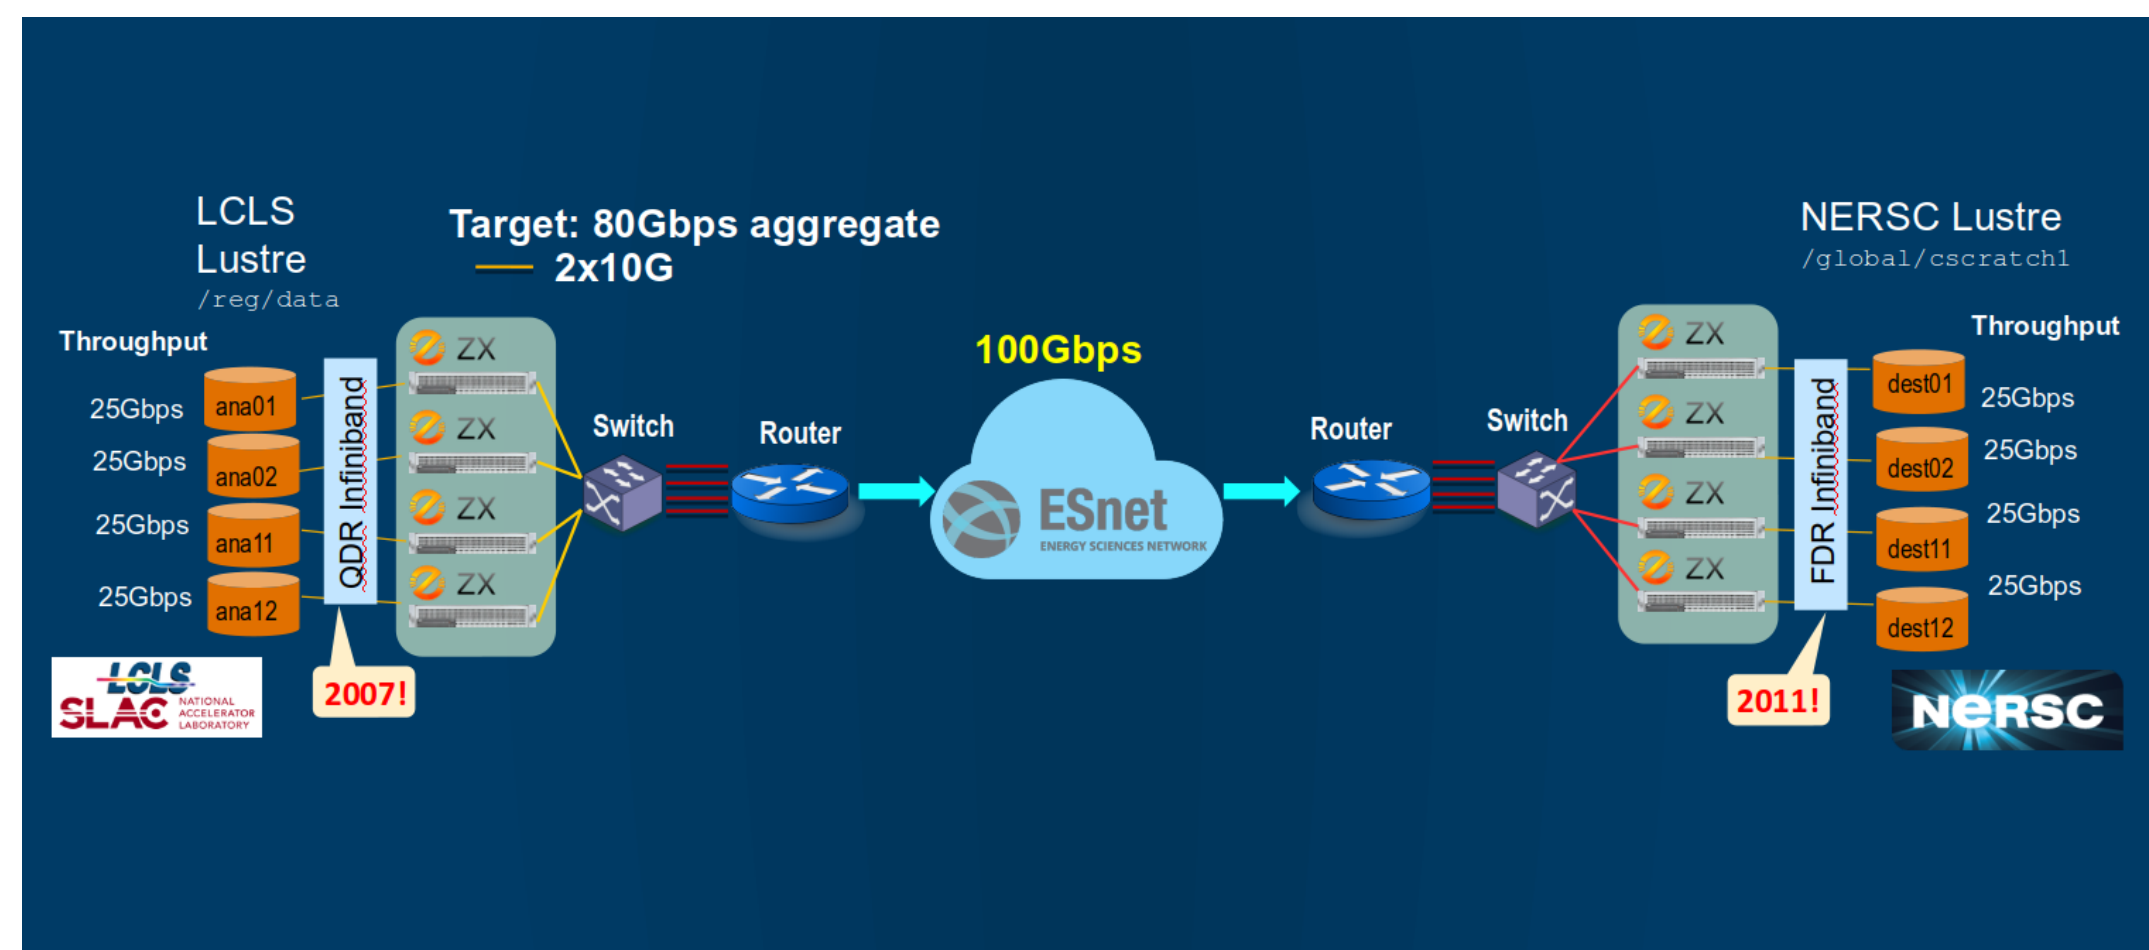 LCLS
Lustre
/reg/data
Target: 80Gbps aggregate
2x10G
NERSC Lustre
/global/cscratch1
Throughput
25Gbps
25Gbps
25Gbps
25Gbps
ana01
ana02
ana11
ana12
QDR Infiniband
2007!
ZX
ZX
ZX
ZX
Switch
Router
100Gbps
ESnet
ENERGY SCIENCES NETWORK
Router
Switch
ZX
ZX
ZX
ZX
FDR Infiniband
2011!
dest01
dest02
dest11
dest12
Throughput
25Gbps
25Gbps
25Gbps
25Gbps
LCLS
SLAC
NATIONAL
ACCELERATOR
LABORATORY
NERSC